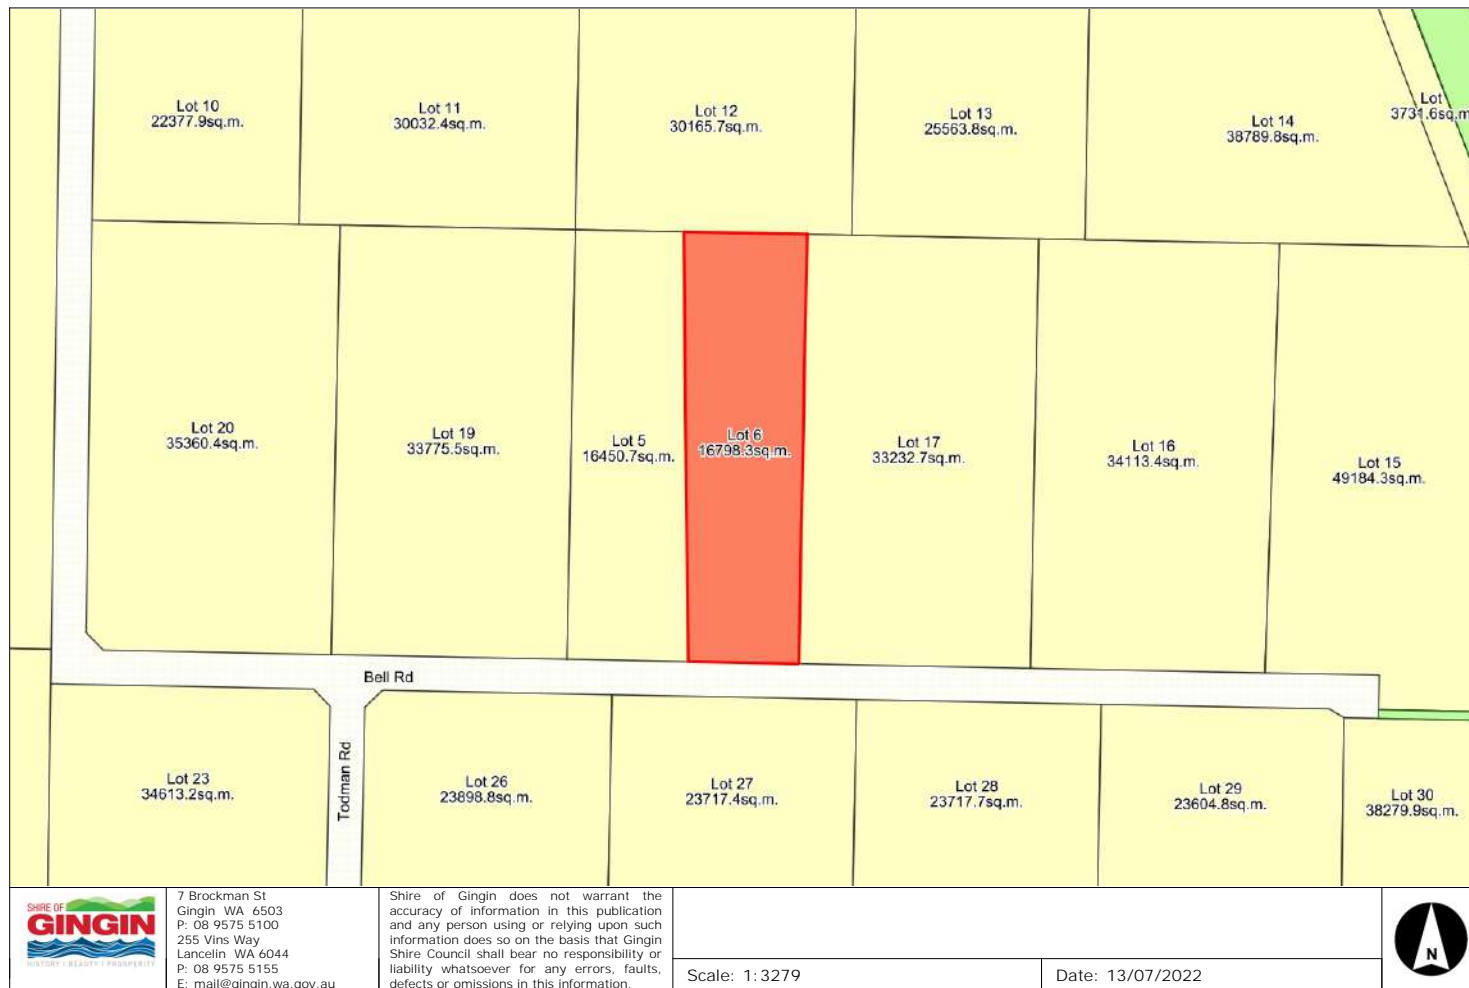 Lot 10
22377.9sq.m.
Lot 11
30032.4sq.m.
Lot 12
30165.7sq.m.
Lot 13
25563.8sq.m.
Lot 14
38789.8sq.m.
Lot
3731.6sq.m
Lot 20
35360.4sq.m.
Lot 19
33775.5sq.m.
Lot 5
16450.7sq.m.
Lot 6
16798.3sq.m.
Lot 17
33232.7sq.m.
Lot 16
34113.4sq.m.
Lot 15
49184.3sq.m.
Bell Rd
Todman Rd
Lot 23
34613.2sq.m.
Lot 26
23898.8sq.m.
Lot 27
23717.4sq.m.
Lot 28
23717.7sq.m.
Lot 29
23604.8sq.m.
Lot 30
38279.9sq.m.
SHIRE OF
GINGIN
HISTORY | BEAUTY | PROSPERITY
7 Brockman St
Gingin WA 6503
P: 08 9575 5100
255 Vins Way
Lancelin WA 6044
P: 08 9575 5155
E: mail@gingin.wa.gov.au
Shire of Gingin does not warrant the
accuracy of information in this publication
and any person using or relying upon such
information does so on the basis that Gingin
Shire Council shall bear no responsibility or
liability whatsoever for any errors, faults,
defects or omissions in this information.
Scale: 1:3279
Date: 13/07/2022
N